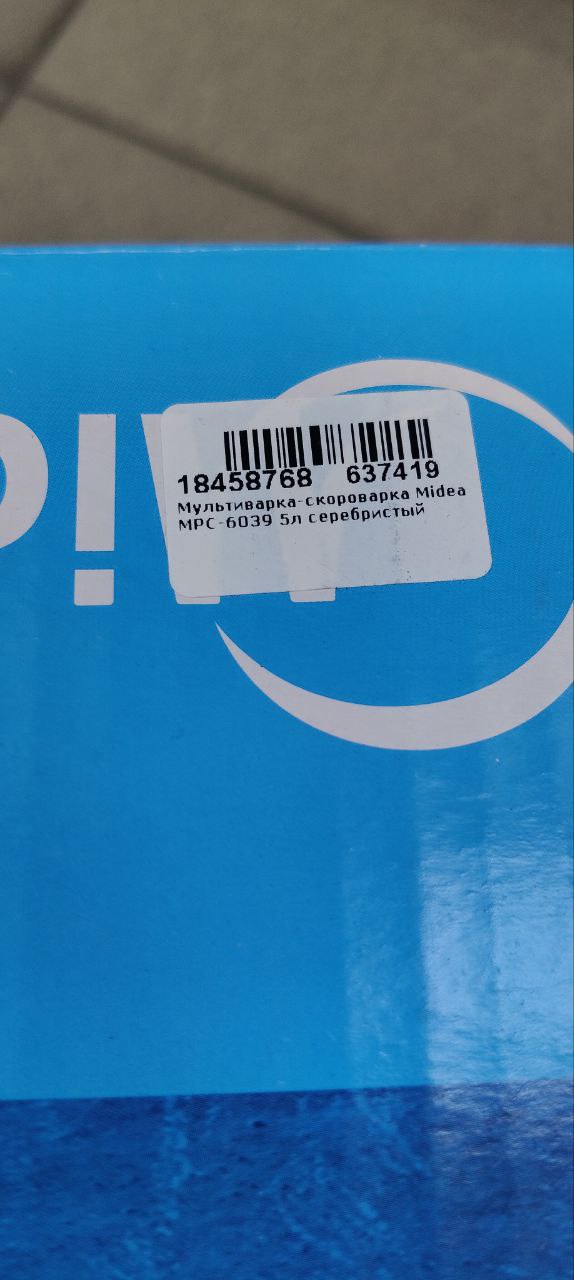 18458768 637419
Мультиварка-скороварка Midea
MPC-6039 5л серебристый